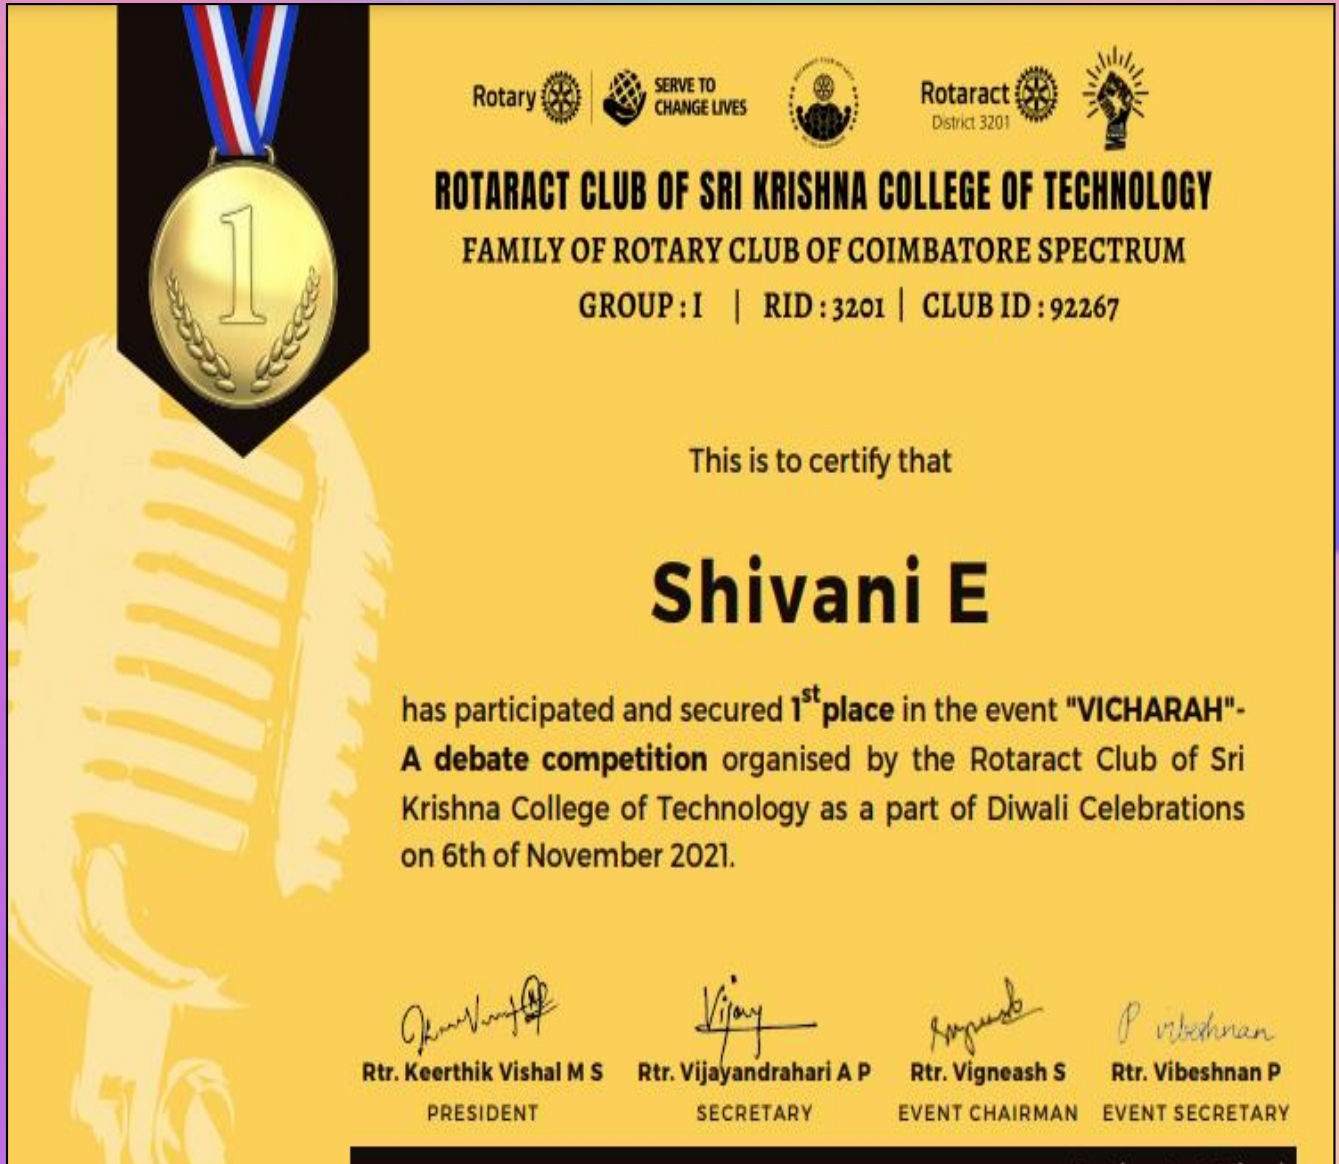 Rotary
SERVE TO
CHANGE LIVES
Rotaract
District 3201
ROTARACT CLUB OF SRI KRISHNA COLLEGE OF TECHNOLOGY
FAMILY OF ROTARY CLUB OF COIMBATORE SPECTRUM
GROUP : I | RID : 3201 | CLUB ID : 92267
1
This is to certify that
Shivani E
has participated and secured 1st place in the event "VICHARAH"-
A debate competition organised by the Rotaract Club of Sri
Krishna College of Technology as a part of Diwali Celebrations
on 6th of November 2021.
Vijay
P vibeshnan
Rtr. Keerthik Vishal M S Rtr. Vijayandrahari A P Rtr. Vigneash S Rtr. Vibeshnan P
PRESIDENT SECRETARY EVENT CHAIRMAN EVENT SECRETARY